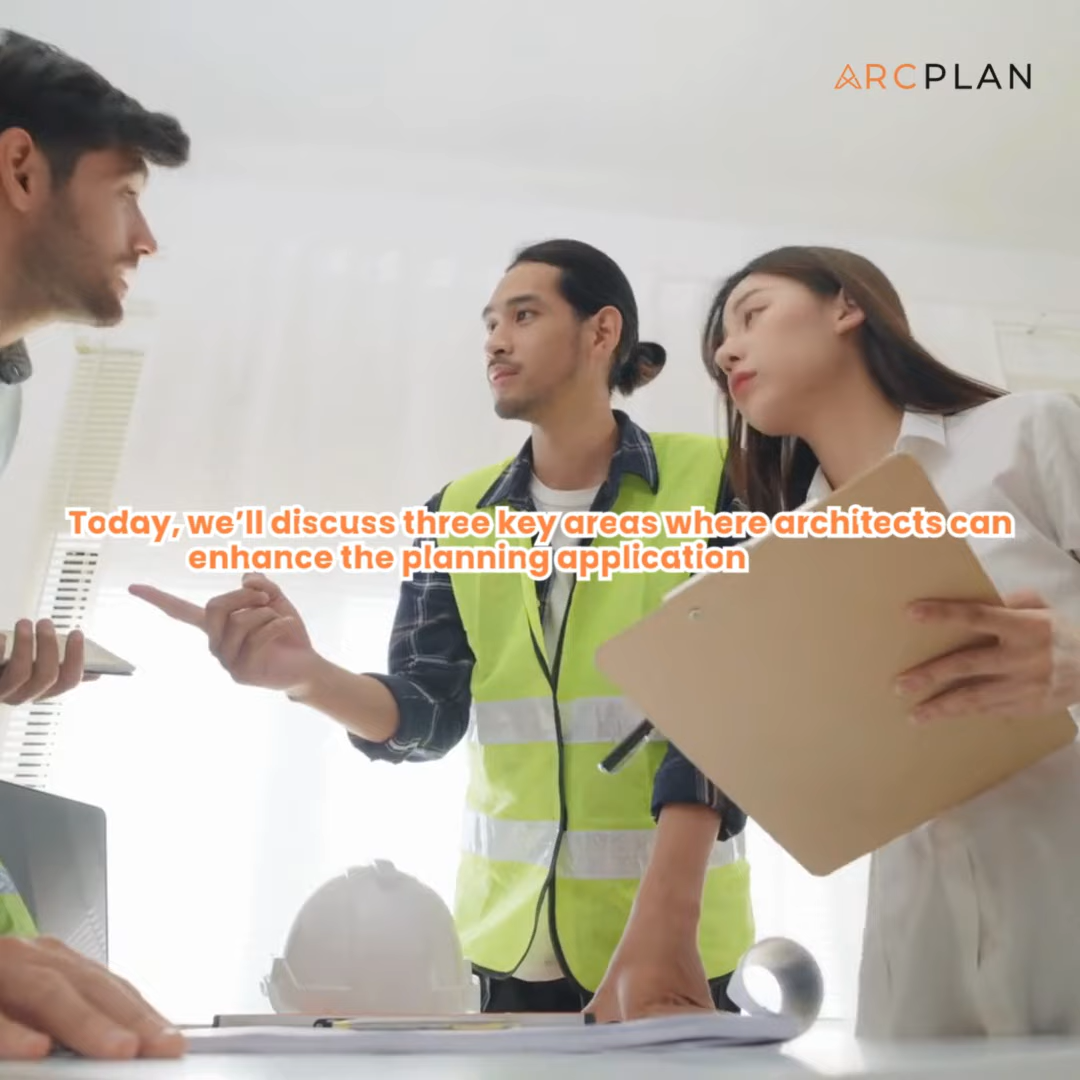 ARCPLAN
Today, we’ll discuss three key areas where architects can
enhance the planning application